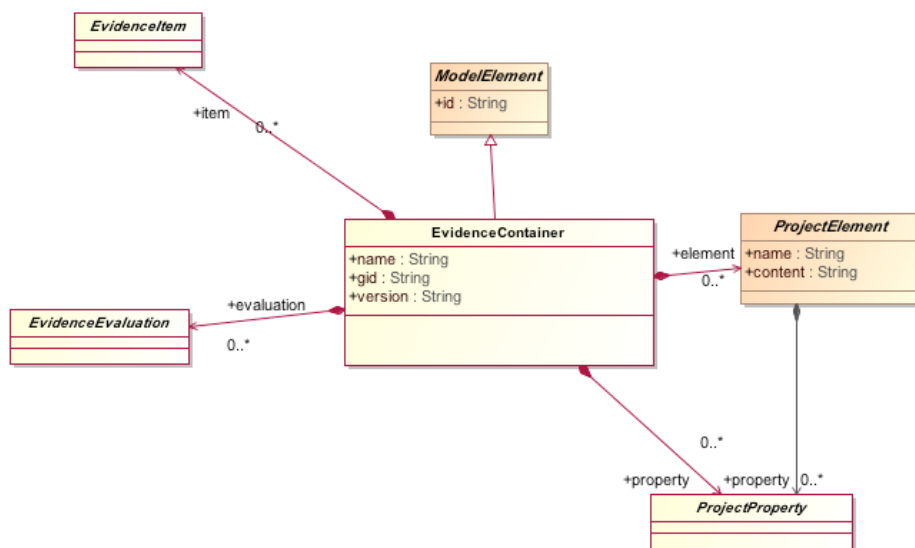 EvidenceItem
ModelElement
+id : String
+item
0..*
EvidenceContainer
+name : String
+gid : String
+version : String
ProjectElement
+name : String
+content : String
+element
0..*
+evaluation
0..*
EvidenceEvaluation
0..*
+property
+property
0..*
ProjectProperty